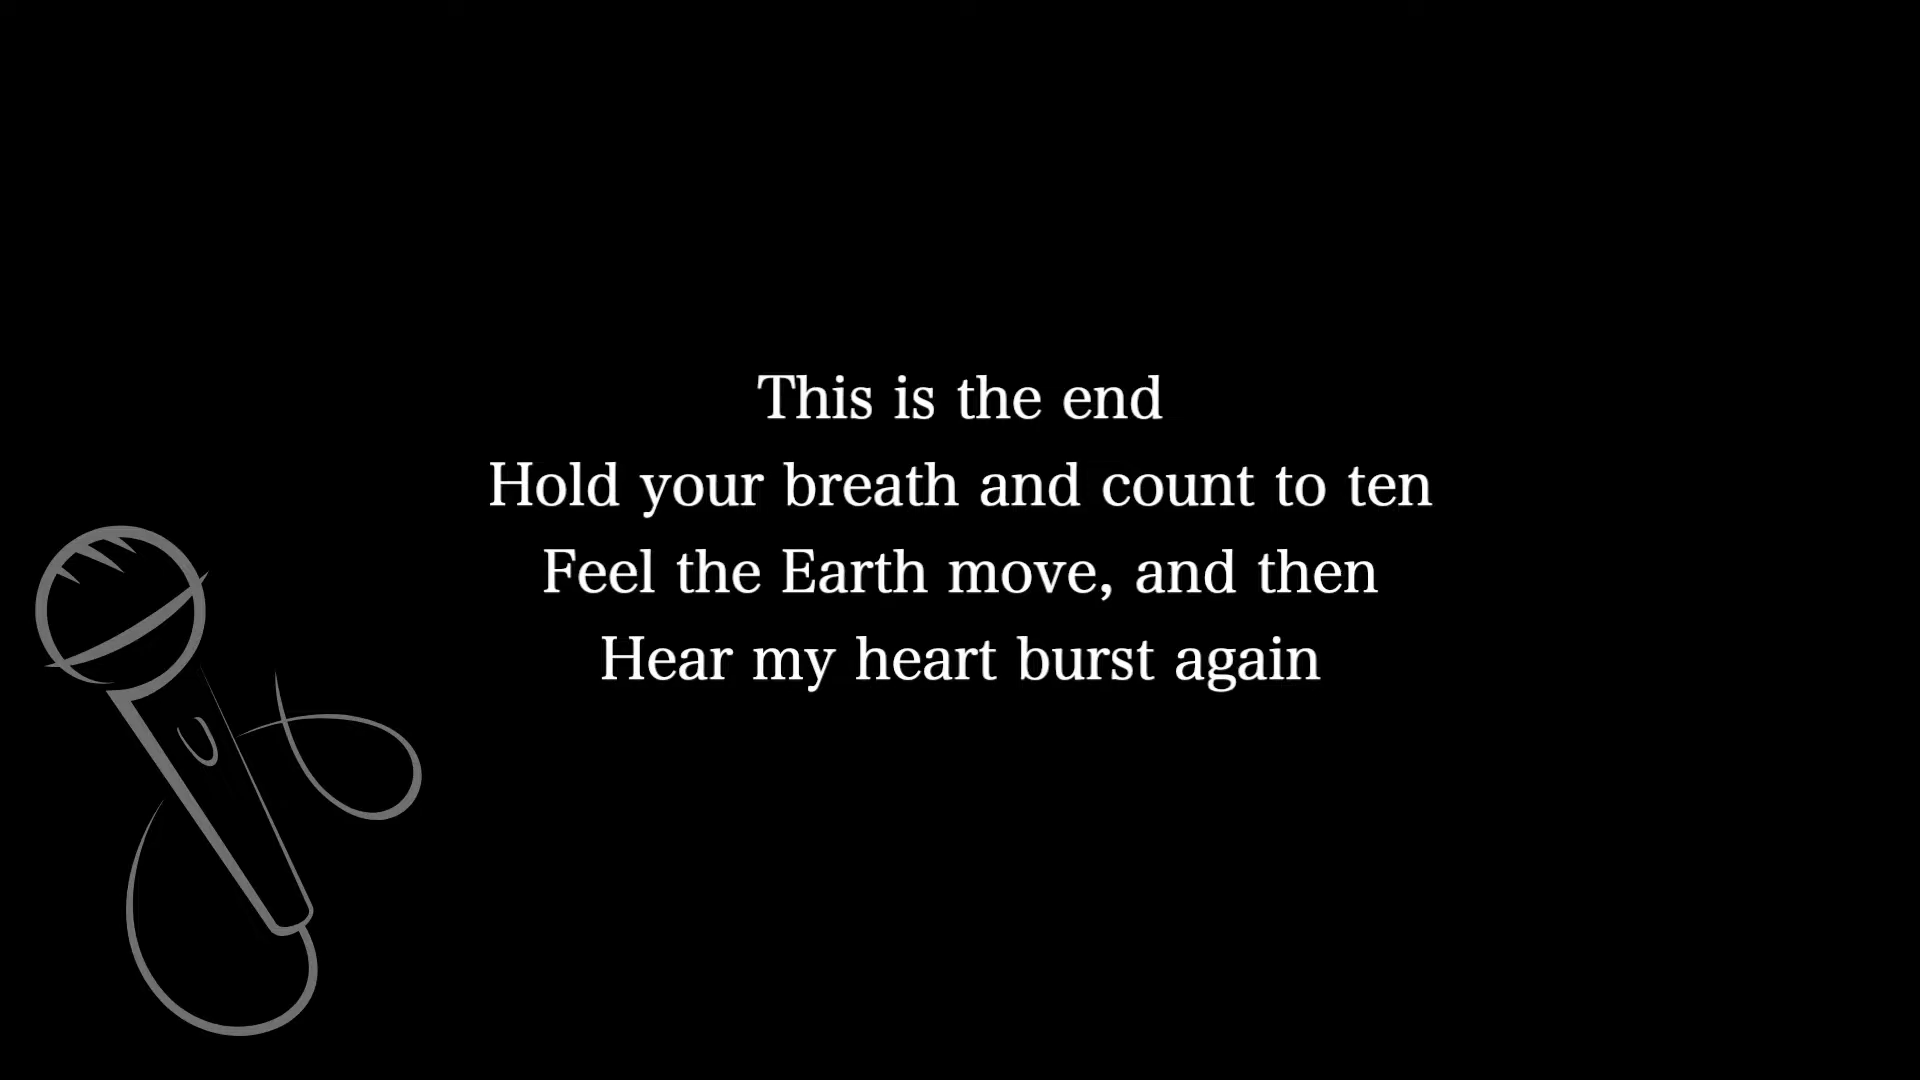 This is the end
Hold your breath and count to ten
Feel the Earth move, and then
Hear my heart burst again